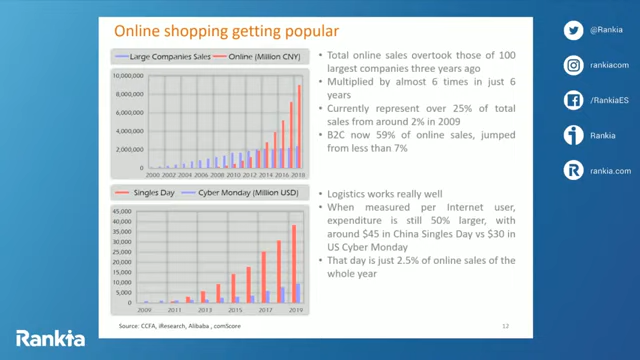 Online shopping getting popular
Large Companies Sales Online (Million CNY)
10,000,000
8,000,000
6,000,000
4,000,000
2,000,000
0
2000 2002 2004 2006 2008 2010 2012 2014 2016 2018
• Total online sales overtook those of 100
largest companies three years ago
• Multiplied by almost 6 times in just 6
years
• Currently represent over 25% of total
sales from around 2% in 2009
• B2C now 59% of online sales, jumped
from less than 7%
Singles Day Cyber Monday (Million USD)
45,000
40,000
35,000
30,000
25,000
20,000
15,000
10,000
5,000
0
2009 2011 2013 2015 2017 2019
• Logistics works really well
• When measured per Internet user,
expenditure is still 50% larger, with
around $45 in China Singles Day vs $30 in
US Cyber Monday
• That day is just 2.5% of online sales of the
whole year
Source: CCFA, iResearch, Alibaba , comScore
12
@Rankia
rankiacom
/RankiaES
Rankia
rankia.com
Rankia